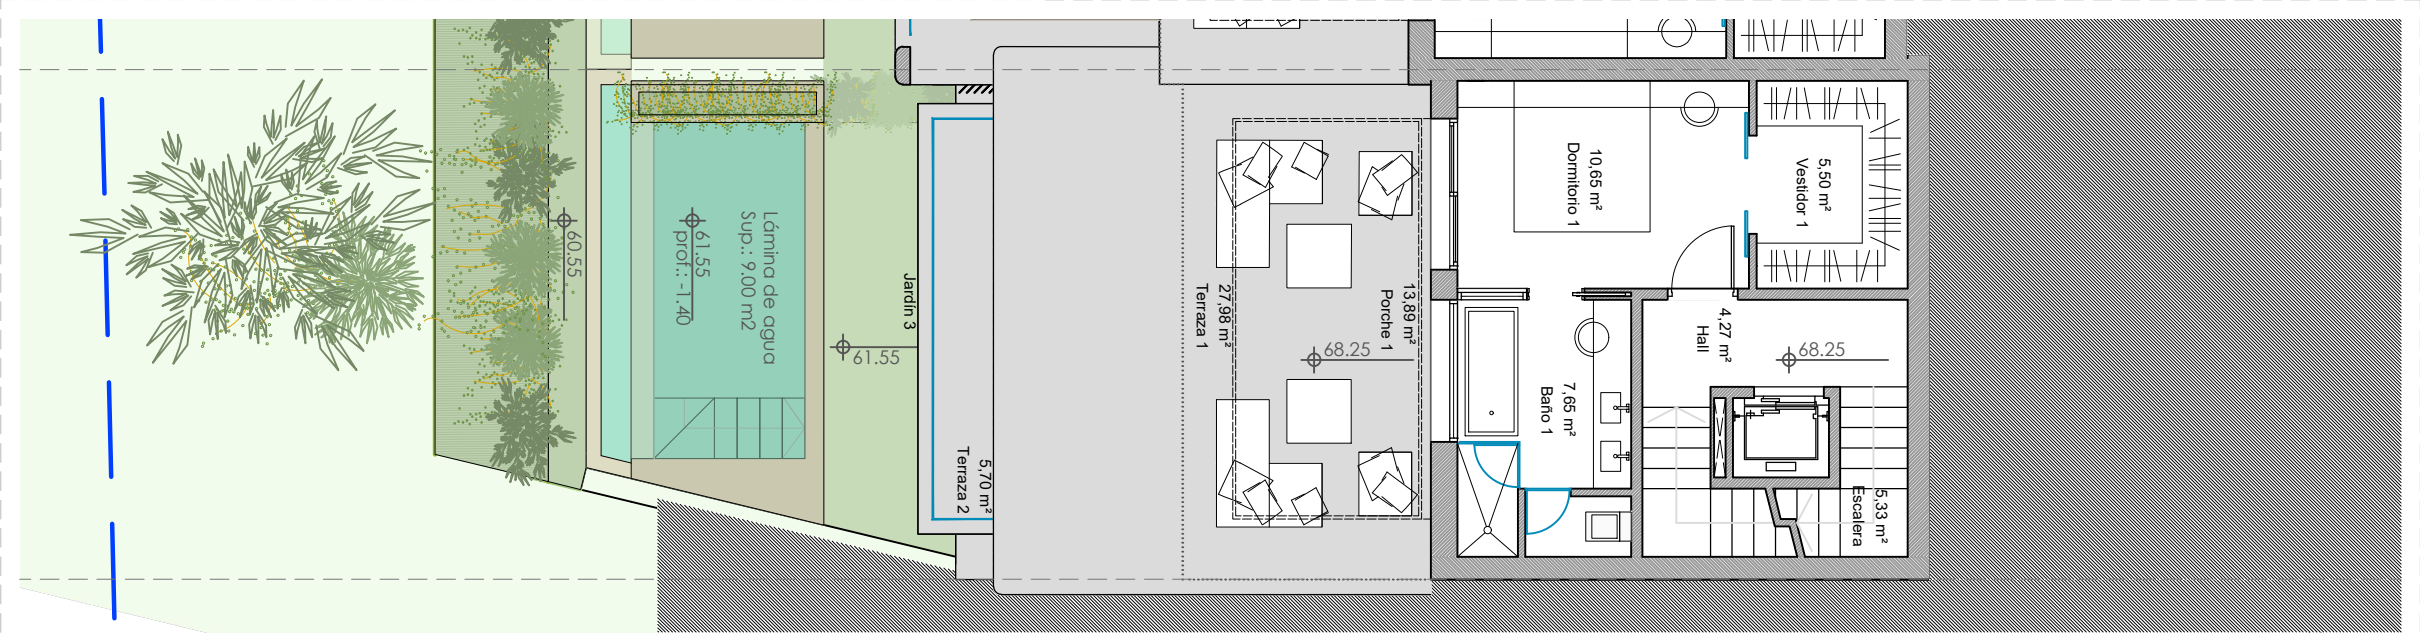 60.55
61.55
prof.: -1.40
Lámina de agua
Sup.: 9.00 m2
61.55
Jardín 3
5,70 m²
Terraza 2
27,98 m²
Terraza 1
13,89 m²
Porche 1
68.25
10,65 m²
Dormitorio 1
5,50 m²
Vestidor 1
4,27 m²
Hall
68.25
7,65 m²
Baño 1
5,33 m²
Escalera